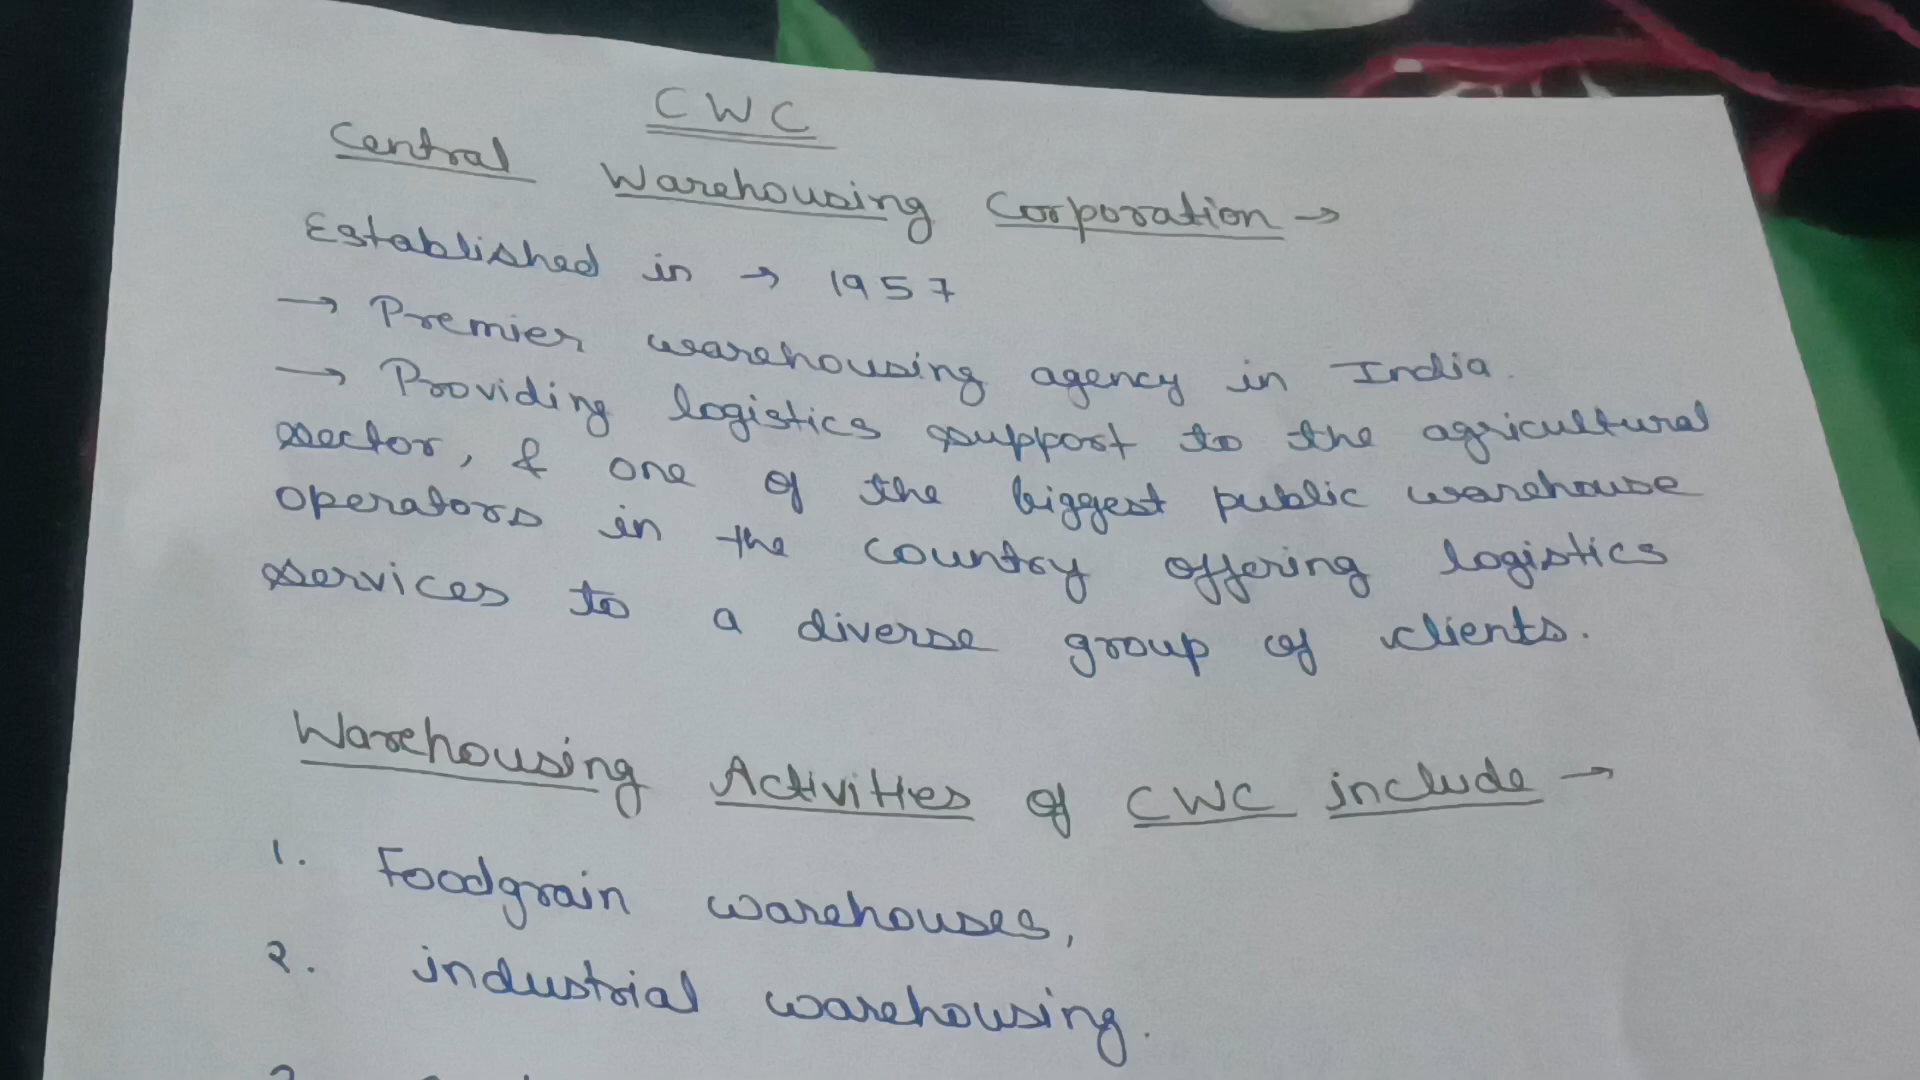 CWC
Central Warehousing Corporation →
Established in → 1957
→ Premier warehousing agency in India.
→ Providing logistics support to the agricultural
sector, & one of the biggest public warehouse
operators in the country offering logistics
services to a diverse group of clients.
Warehousing Activities of CWC include →
1. Foodgrain warehouses,
2. industrial warehousing.